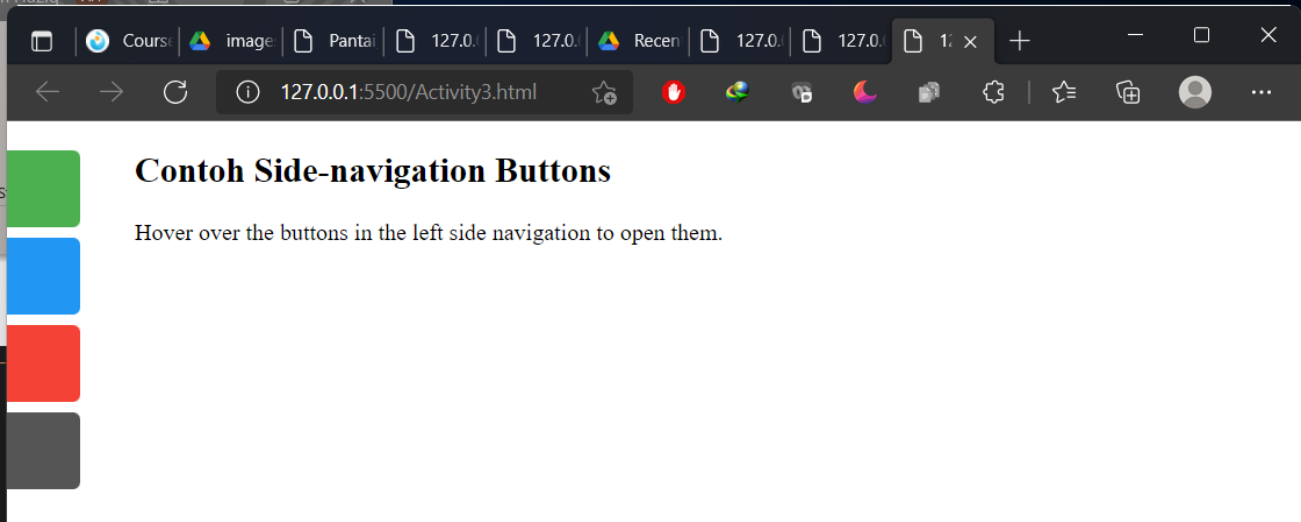 Course
image
Pantai
127.0.
127.0.
Recen
127.0.
127.0.
127.0.0.1:5500/Activity3.html
Contoh Side-navigation Buttons
Hover over the buttons in the left side navigation to open them.